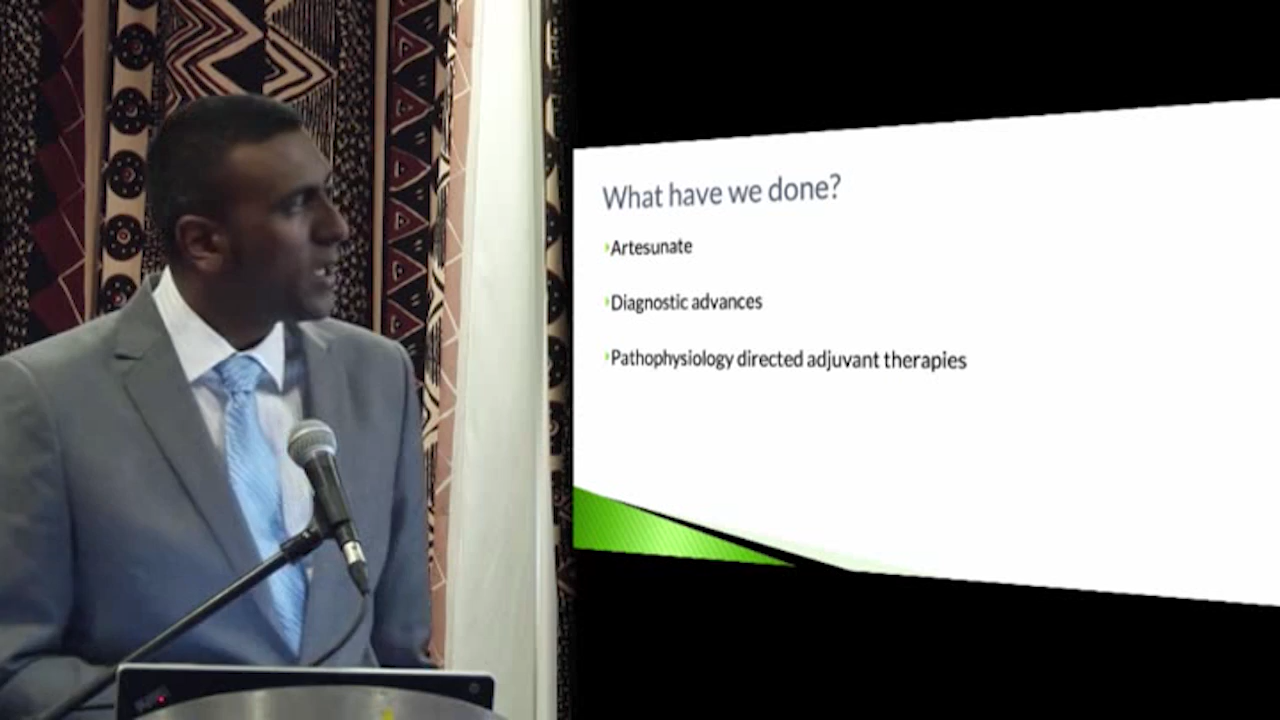 What have we done?
Artesunate
Diagnostic advances
Pathophysiology directed adjuvant therapies